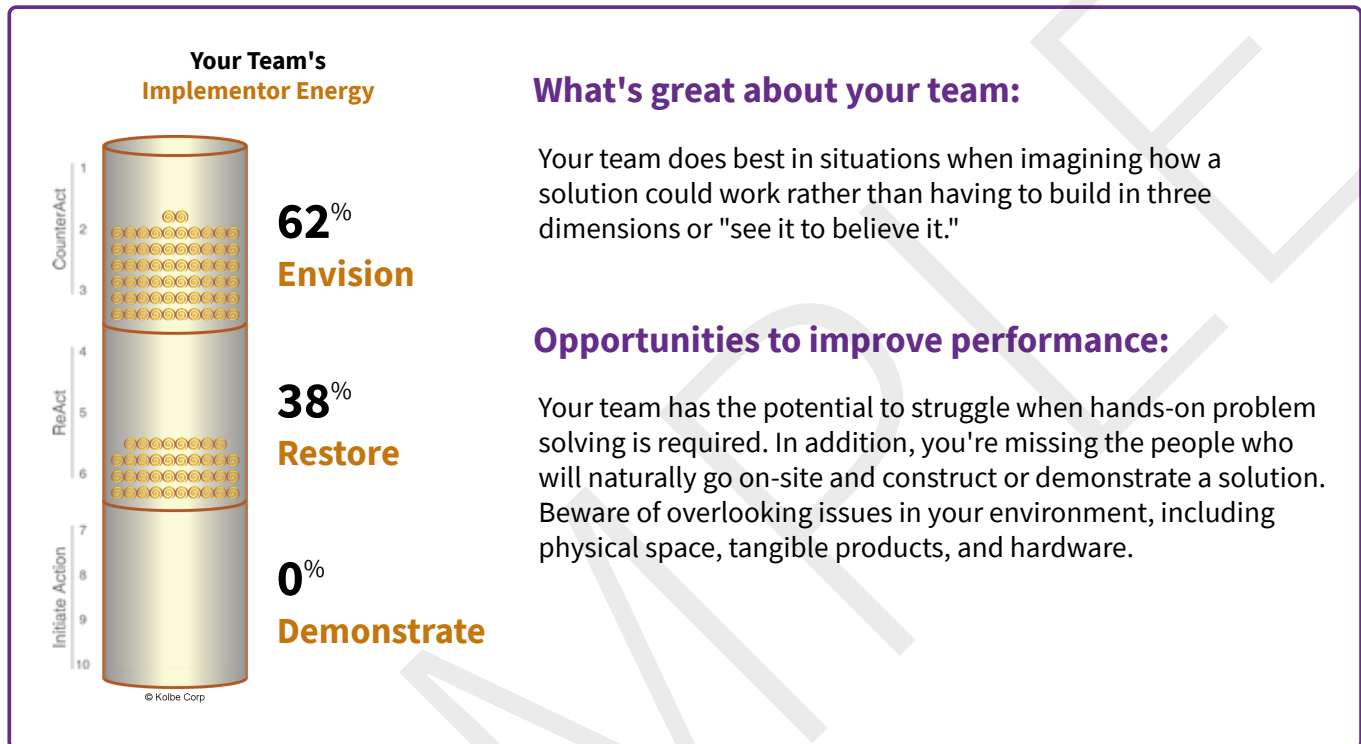 Your Team's
Implementor Energy
CounterAct
1
2
3
ReAct
4
5
6
Initiate Action
7
8
9
10
© Kolbe Corp
62%
Envision
38%
Restore
0%
Demonstrate
What's great about your team:
Your team does best in situations when imagining how a
solution could work rather than having to build in three
dimensions or "see it to believe it."
Opportunities to improve performance:
Your team has the potential to struggle when hands-on problem
solving is required. In addition, you're missing the people who
will naturally go on-site and construct or demonstrate a solution.
Beware of overlooking issues in your environment, including
physical space, tangible products, and hardware.
MPLE